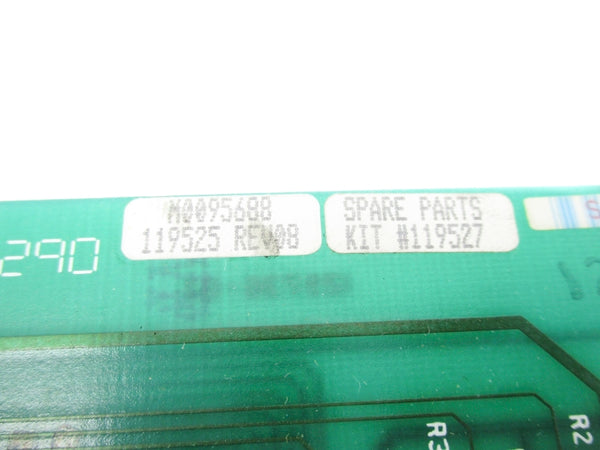 M0095688
119525 REV08
SPARE PARTS
KIT #119527
290
R3
R2